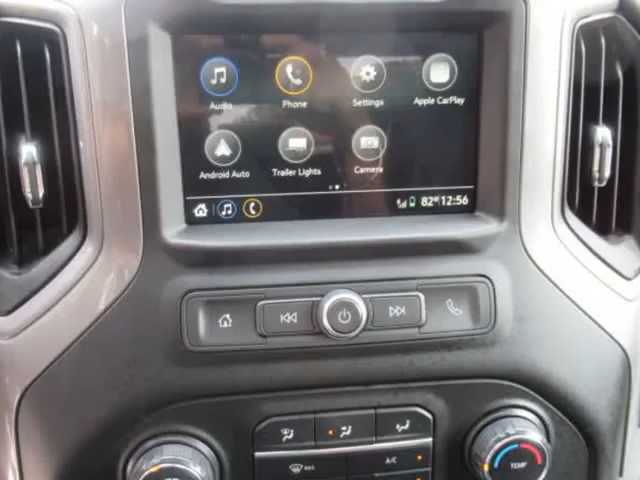 Audio Phone Settings Apple CarPlay
Android Auto Trailer Lights Camera
82° 12:56
A/C
TEMP